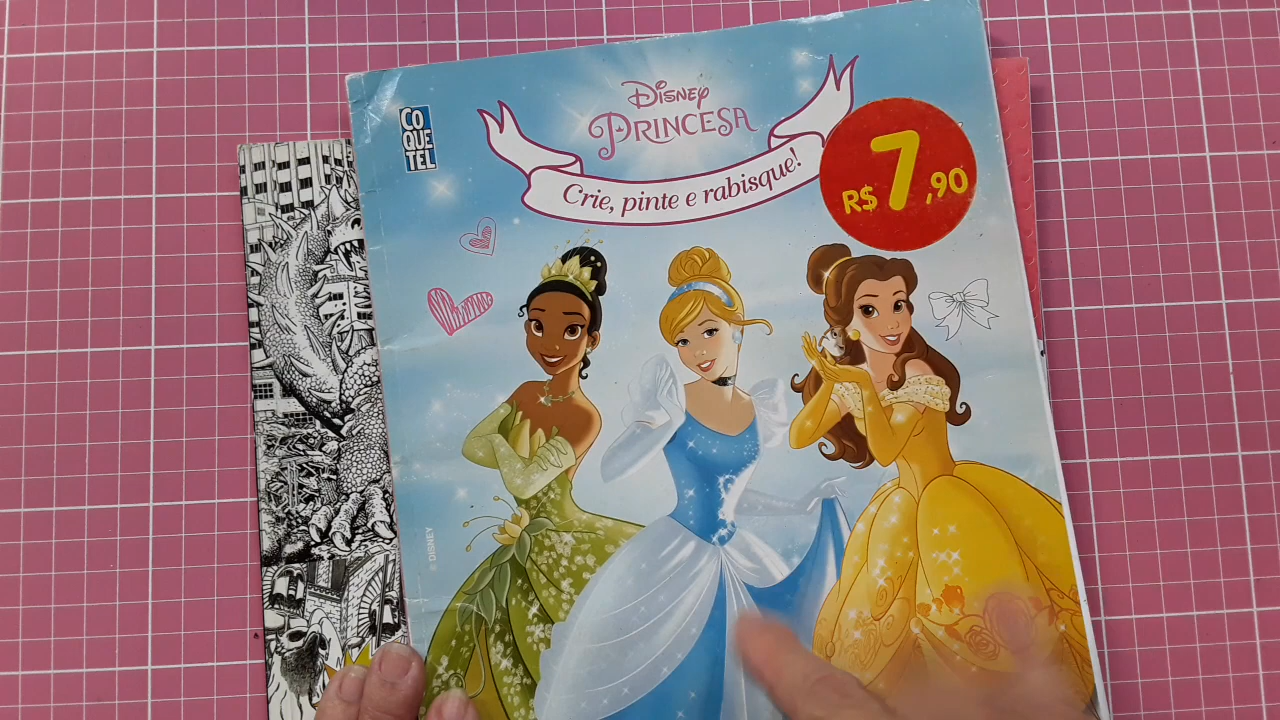 CO
QUE
TEL
DISNEY
PRINCESA
Crie, pinte e rabisque!
R$ 7,90
© DISNEY